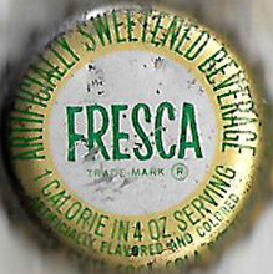 ARTIFICIALLY SWEETENED BEVERAGE
FRESCA
TRADE-MARK ®
1 CALORIE IN 4 OZ. SERVING
ARTIFICIALLY FLAVORED AND COLORED